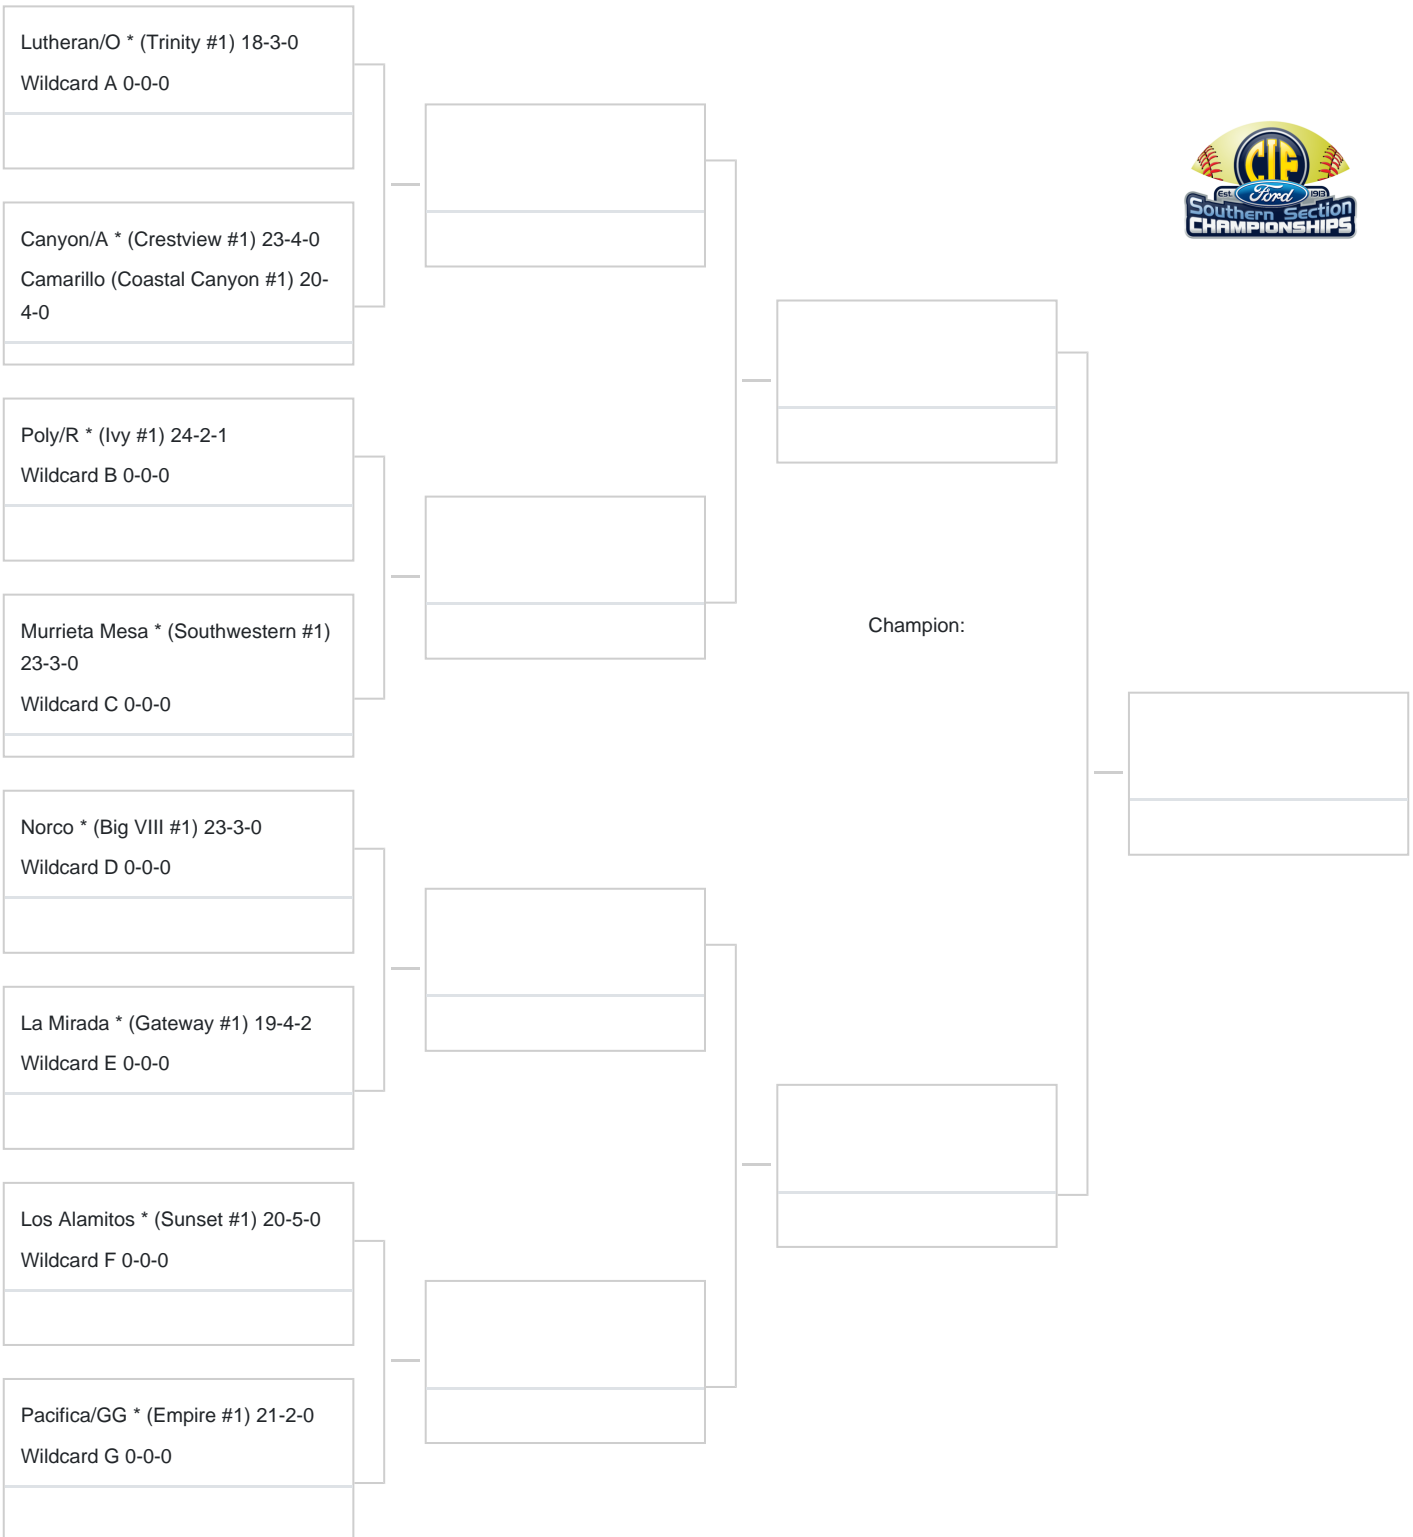 Lutheran/O * (Trinity #1) 18-3-0
Wildcard A 0-0-0
CIF
Ford
Est. 1913
Southern Section
CHAMPIONSHIPS
Canyon/A * (Crestview #1) 23-4-0
Camarillo (Coastal Canyon #1) 20-
4-0
Poly/R * (Ivy #1) 24-2-1
Wildcard B 0-0-0
Murrieta Mesa * (Southwestern #1)
23-3-0
Wildcard C 0-0-0
Champion:
Norco * (Big VIII #1) 23-3-0
Wildcard D 0-0-0
La Mirada * (Gateway #1) 19-4-2
Wildcard E 0-0-0
Los Alamitos * (Sunset #1) 20-5-0
Wildcard F 0-0-0
Pacifica/GG * (Empire #1) 21-2-0
Wildcard G 0-0-0